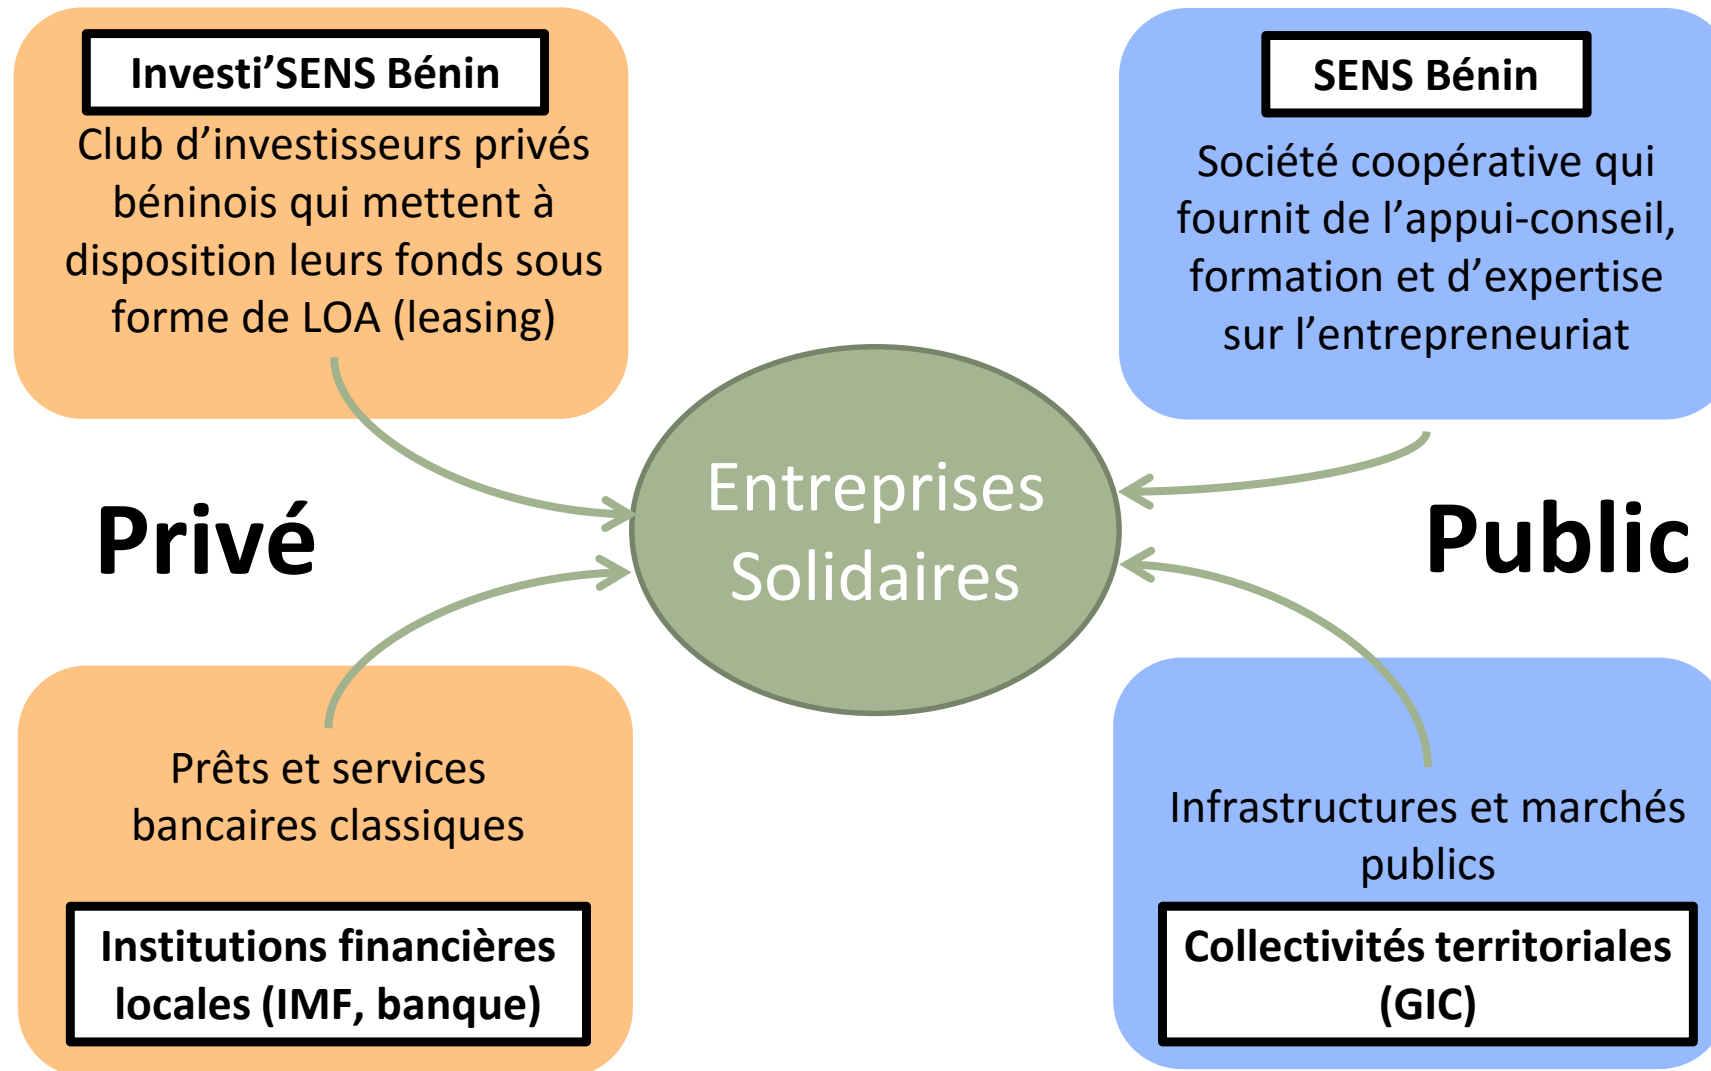 Investi’SENS Bénin
Club d’investisseurs privés
béninois qui mettent à
disposition leurs fonds sous
forme de LOA (leasing)
SENS Bénin
Société coopérative qui
fournit de l’appui-conseil,
formation et d’expertise
sur l’entrepreneuriat
Privé
Entreprises
Solidaires
Public
Prêts et services
bancaires classiques
Institutions financières
locales (IMF, banque)
Infrastructures et marchés
publics
Collectivités territoriales
(GIC)